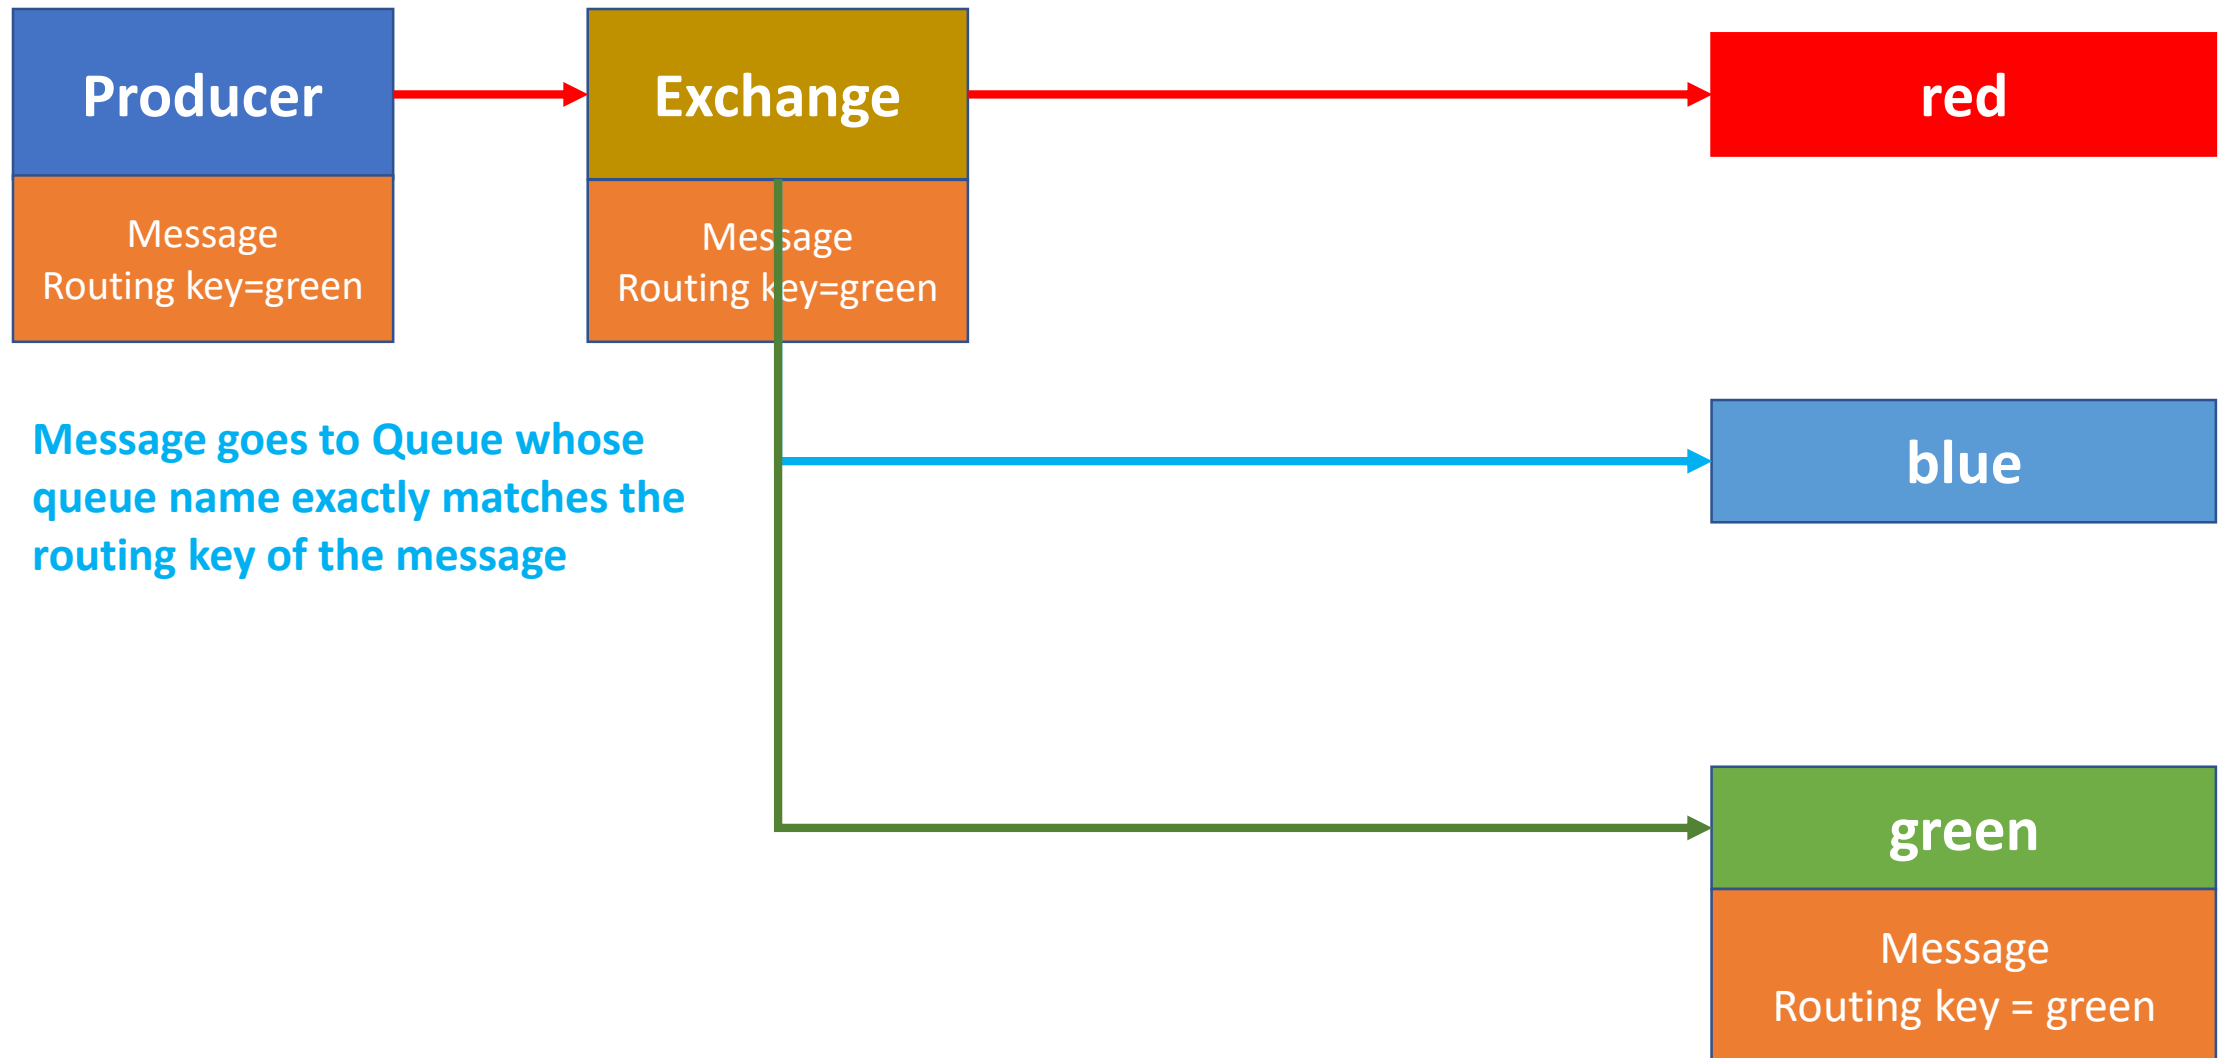 Producer
Exchange
red
Message
Routing key=green
Message
Routing key=green
Message goes to Queue whose
queue name exactly matches the
routing key of the message
blue
green
Message
Routing key = green